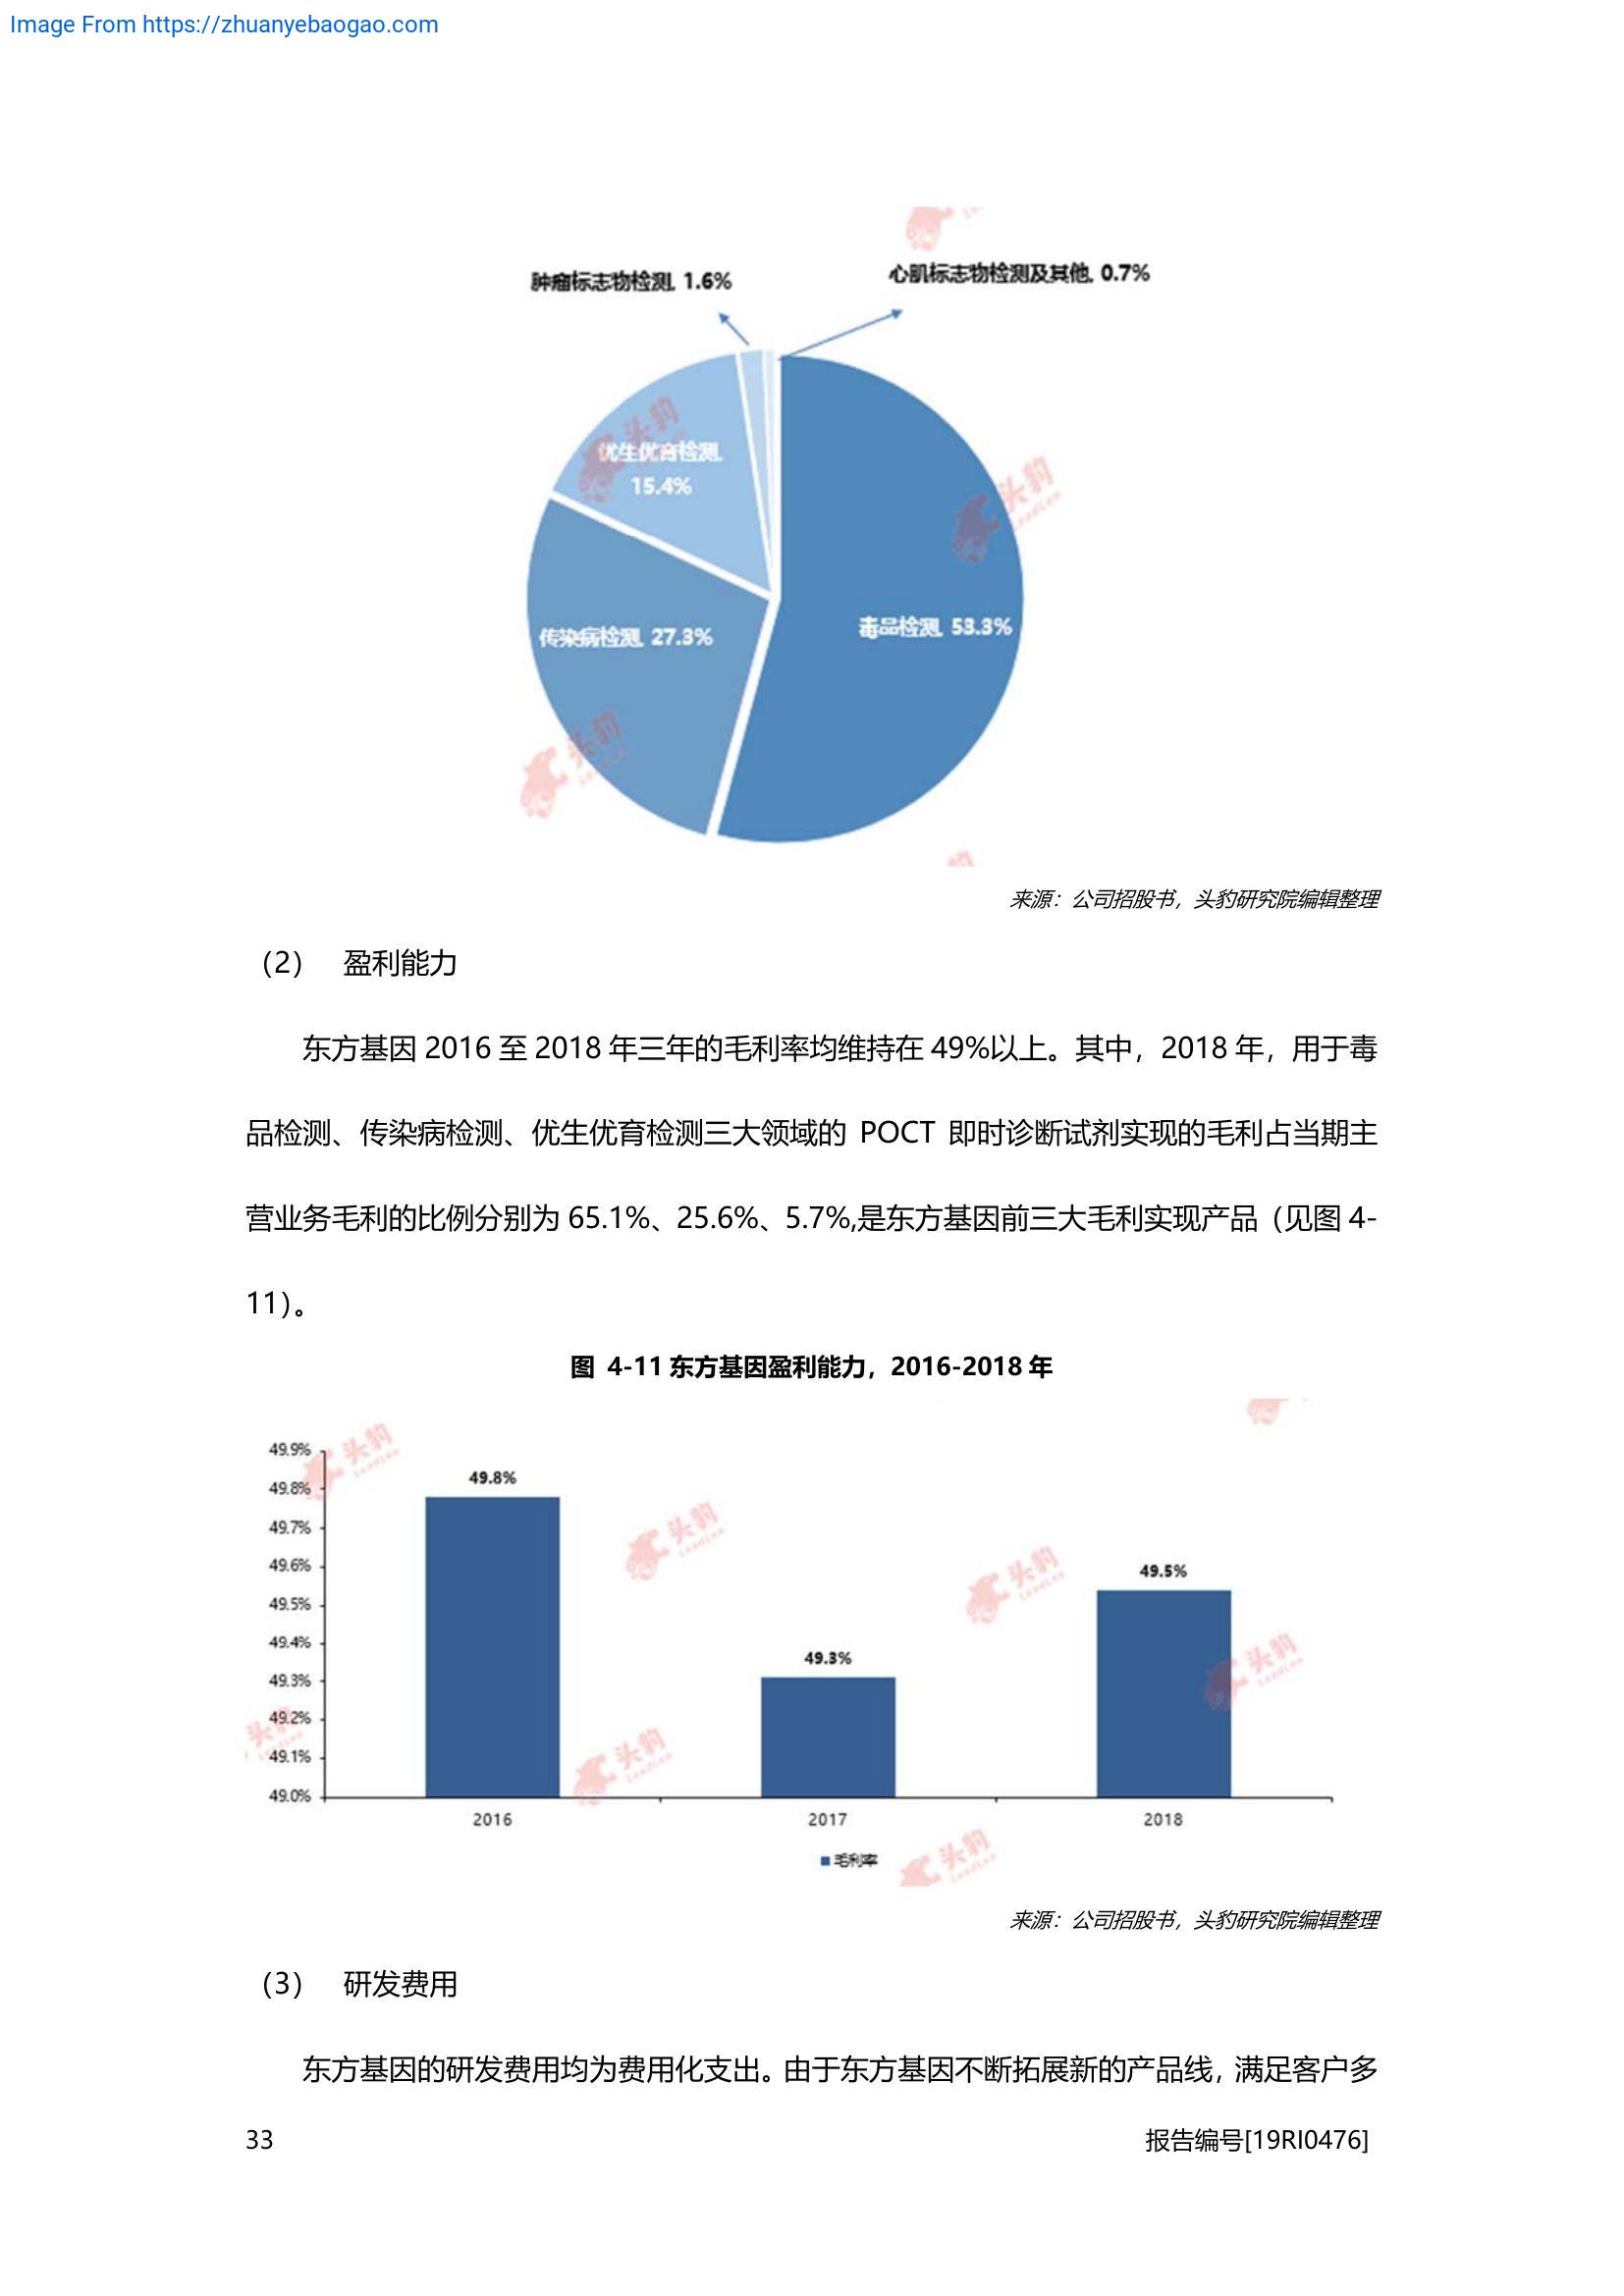 Image From https://zhuanyebaogao.com
肿瘤标志物检测, 1.6%
心肌标志物检测及其他, 0.7%
优生优育检测,
15.4%
传染病检测, 27.3%
毒品检测, 53.3%
头豹
LeadLeo
来源：公司招股书，头豹研究院编辑整理
（2） 盈利能力
东方基因 2016 至 2018 年三年的毛利率均维持在 49%以上。其中，2018 年，用于毒
品检测、传染病检测、优生优育检测三大领域的 POCT 即时诊断试剂实现的毛利占当期主
营业务毛利的比例分别为 65.1%、25.6%、5.7%,是东方基因前三大毛利实现产品（见图 4-
11）。
图 4-11 东方基因盈利能力，2016-2018 年
49.9%
49.8%
49.7%
49.6%
49.5%
49.4%
49.3%
49.2%
49.1%
49.0%
49.8%
49.3%
49.5%
2016 2017 2018
毛利率
头豹
LeadLeo
来源：公司招股书，头豹研究院编辑整理
（3） 研发费用
东方基因的研发费用均为费用化支出。由于东方基因不断拓展新的产品线，满足客户多
33 报告编号[19RI0476]